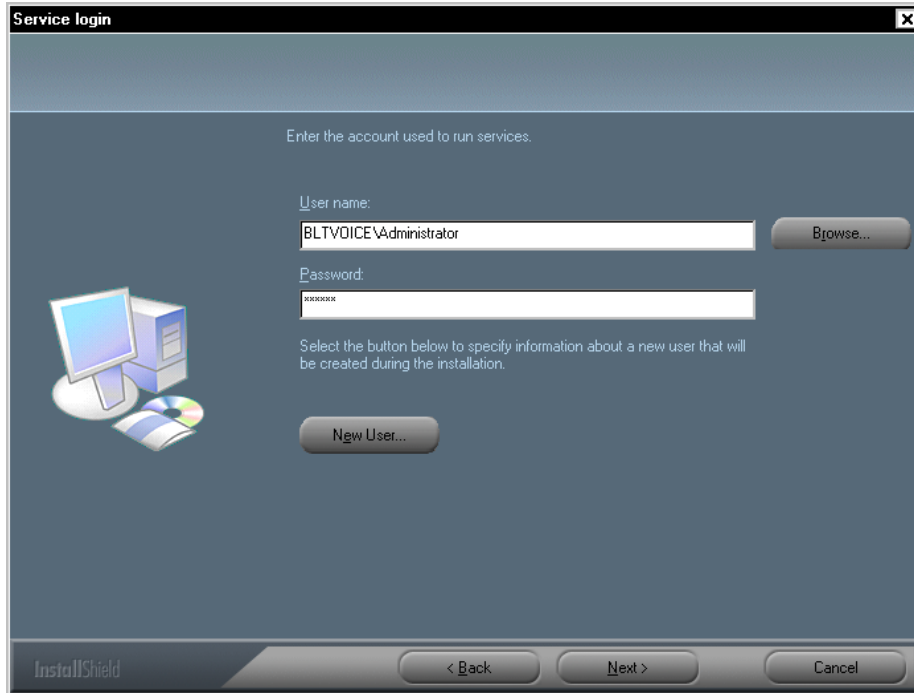 Service login
Enter the account used to run services.
User name:
BLTVOICE\Administrator
Browse...
Password:
******
Select the button below to specify information about a new user that will
be created during the installation.
New User...
InstallShield
< Back
Next >
Cancel